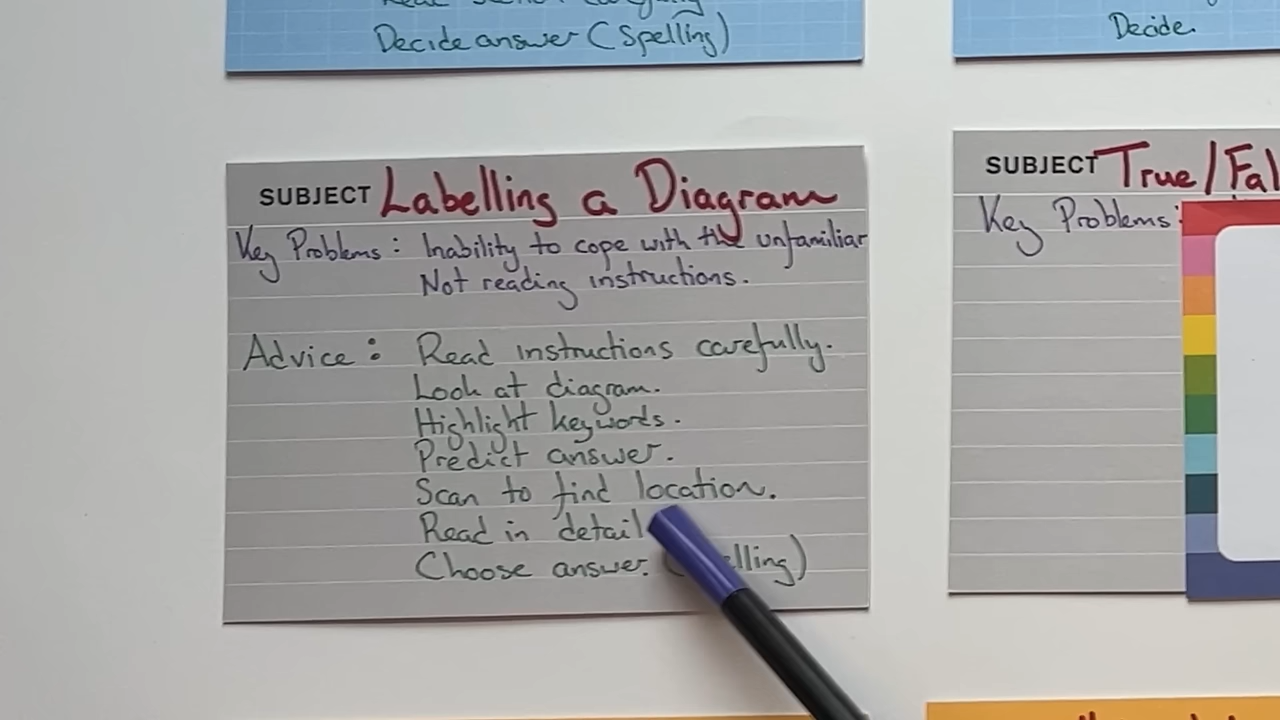 Decide answer (Spelling)
Decide.
SUBJECT Labelling a Diagram
Key Problems: Inability to cope with the unfamiliar
Not reading instructions.
Advice: Read instructions carefully.
Look at diagram.
Highlight keywords.
Predict answer.
Scan to find location.
Read in detail
Choose answer. (Spelling)
SUBJECT True/Fal
Key Problems: